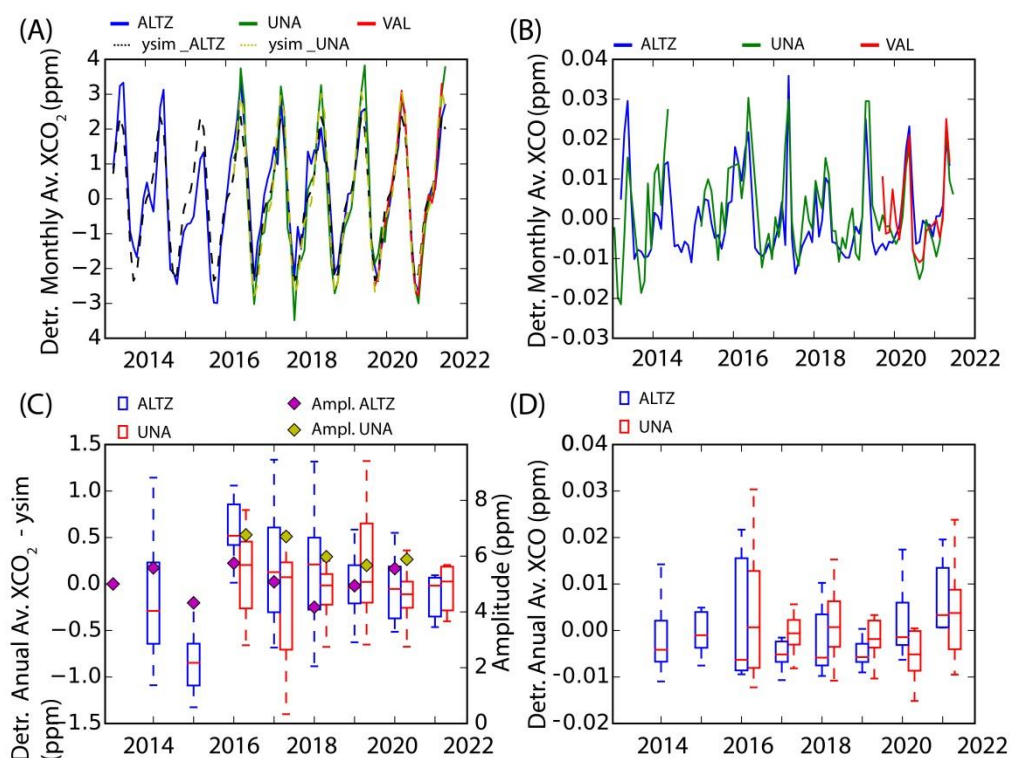 (A)
ALTZ UNA VAL
ysim _ALTZ ysim _UNA
Detr. Monthly Av. XCO2 (ppm)
4
3
2
1
0
-1
-2
-3
4
2014 2016 2018 2020 2022
(B)
ALTZ UNA VAL
Detr. Monthly Av. XCO (ppm)
0.04
0.03
0.02
0.01
0.00
-0.01
-0.02
-0.03
2014 2016 2018 2020 2022
(C)
ALTZ Ampl. ALTZ
UNA Ampl. UNA
Detr. Anual Av. XCO2 - ysim
(ppm)
1.5
1.0
0.5
0.0
-0.5
-1.0
1.5
Amplitude (ppm)
8
6
4
2
0
2014 2016 2018 2020 2022
(D)
ALTZ
UNA
Detr. Anual Av. XCO (ppm)
0.04
0.03
0.02
0.01
0.00
-0.01
-0.02
2014 2016 2018 2020 2022